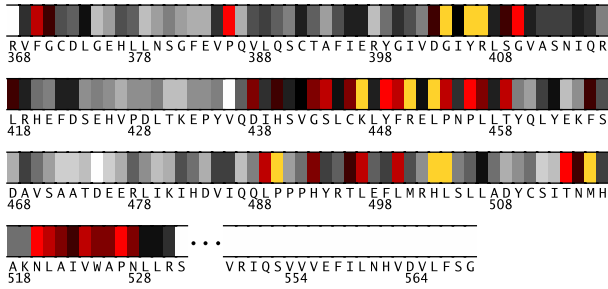 RVFGCDLGEHLLNSGFEVPQVLQSCTAFIERYGIVDGIYRLSGVASNIQR
368 378 388 398 408
LRHEFDSEHVPDLTKEPYVQDIHSVGSLCKLYFRELPNPLLTYQLYEKFS
418 428 438 448 458
DAVSAATDEERLIKIHDVIQQLPPPHYRTLEFLMRHLSLLADYCSITNMH
468 478 488 498 508
AKNLAIVWAPNLLRS ... VRIQSVVVEFILNHVDVLFSG
518 528 554 564